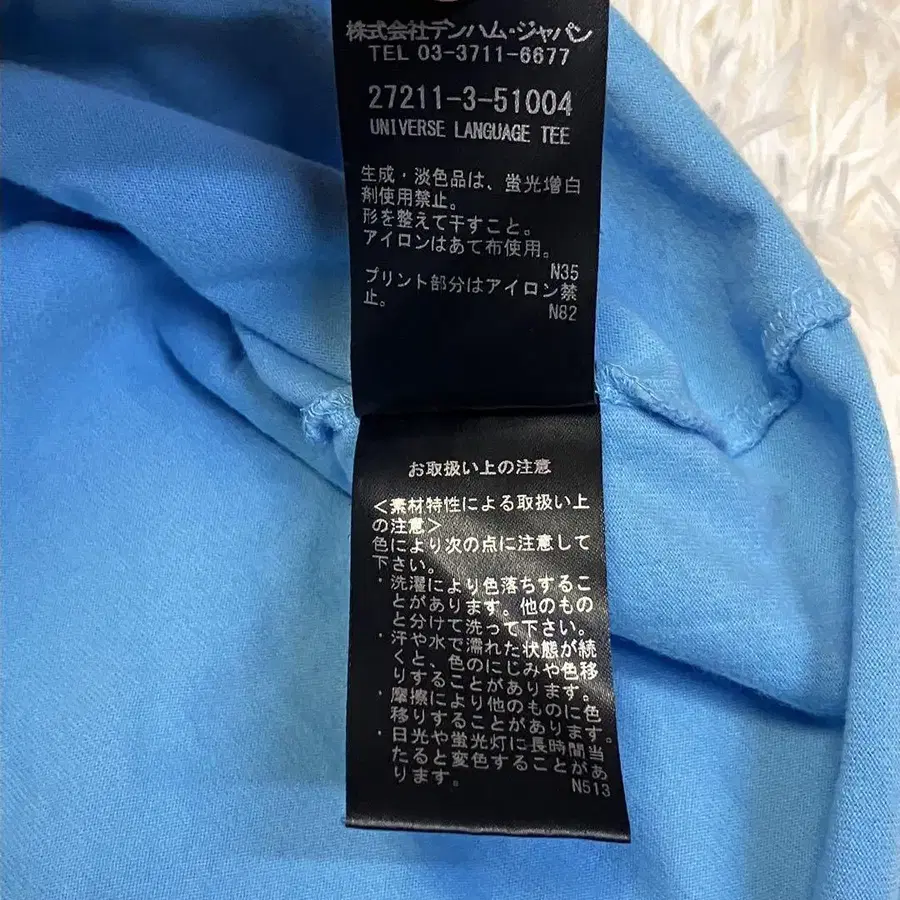 株式会社デンハム・ジャパン
TEL 03-3711-6677
27211-3-51004
UNIVERSE LANGUAGE TEE
生成・淡色品は、蛍光増白
剤使用禁止。
形を整えて干すこと。
アイロンはあて布使用。
N35
プリント部分はアイロン禁
止。
N82
お取扱い上の注意
<素材特性による取扱い上
の注意>
色により次の点に注意して
下さい。
・洗濯により色落ちするこ
とがあります。他のもの
と分けて洗って下さい。
・汗や水で濡れた状態が続
くと、色のにじみや色移
りすることがあります。
・摩擦により他のものに色
移りすることがあります。
・日光や蛍光灯に長時間当
たると変色することがあ
ります。
N513